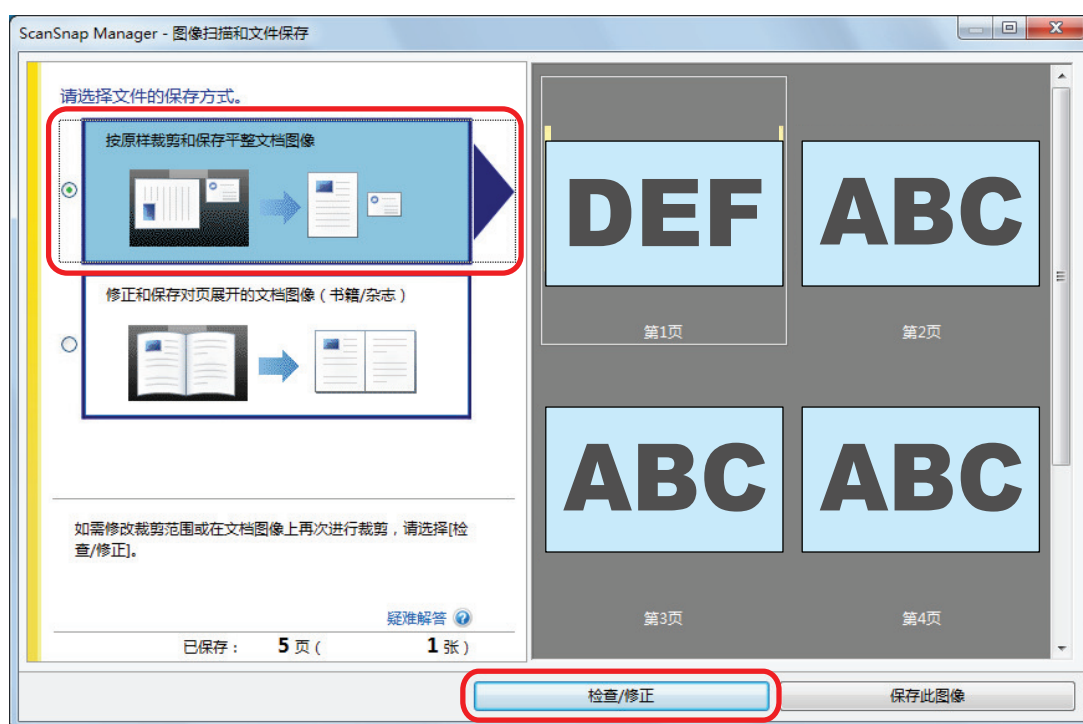 ScanSnap Manager - 图像扫描和文件保存
请选择文件的保存方式。
按原样裁剪和保存平整文档图像
修正和保存对页展开的文档图像（书籍/杂志）
如需修改裁剪范围或在文档图像上再次进行裁剪，请选择[检
查/修正]。
疑难解答
已保存： 5 页（ 1 张）
DEF
ABC
第1页
第2页
ABC
ABC
第3页
第4页
检查/修正
保存此图像